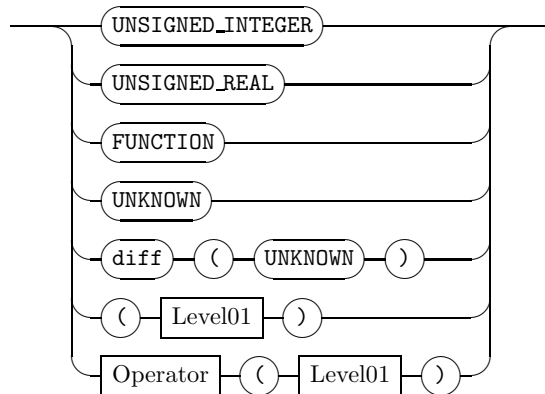 UNSIGNED_INTEGER
UNSIGNED_REAL
FUNCTION
UNKNOWN
diff ( UNKNOWN )
( Level01 )
Operator ( Level01 )